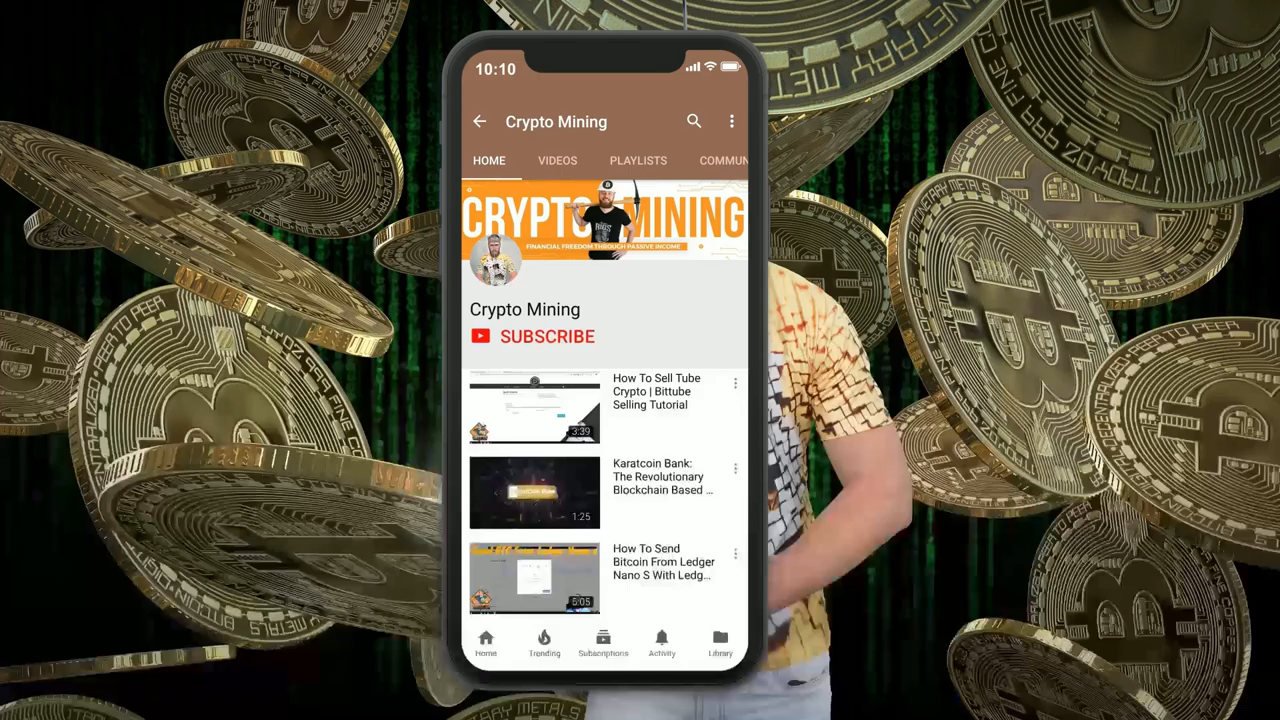 10:10
Crypto Mining
HOME VIDEOS PLAYLISTS COMMUN
CRYPTO MINING
FINANCIAL FREEDOM THROUGH PASSIVE INCOME
Crypto Mining
SUBSCRIBE
How To Sell Tube
Crypto | Bittube
Selling Tutorial
3:39
Karatcoin Bank:
The Revolutionary
Blockchain Based ...
1:25
How To Send
Bitcoin From Ledger
Nano S With Ledg...
5:05
Home Trending Subscriptions Activity Library